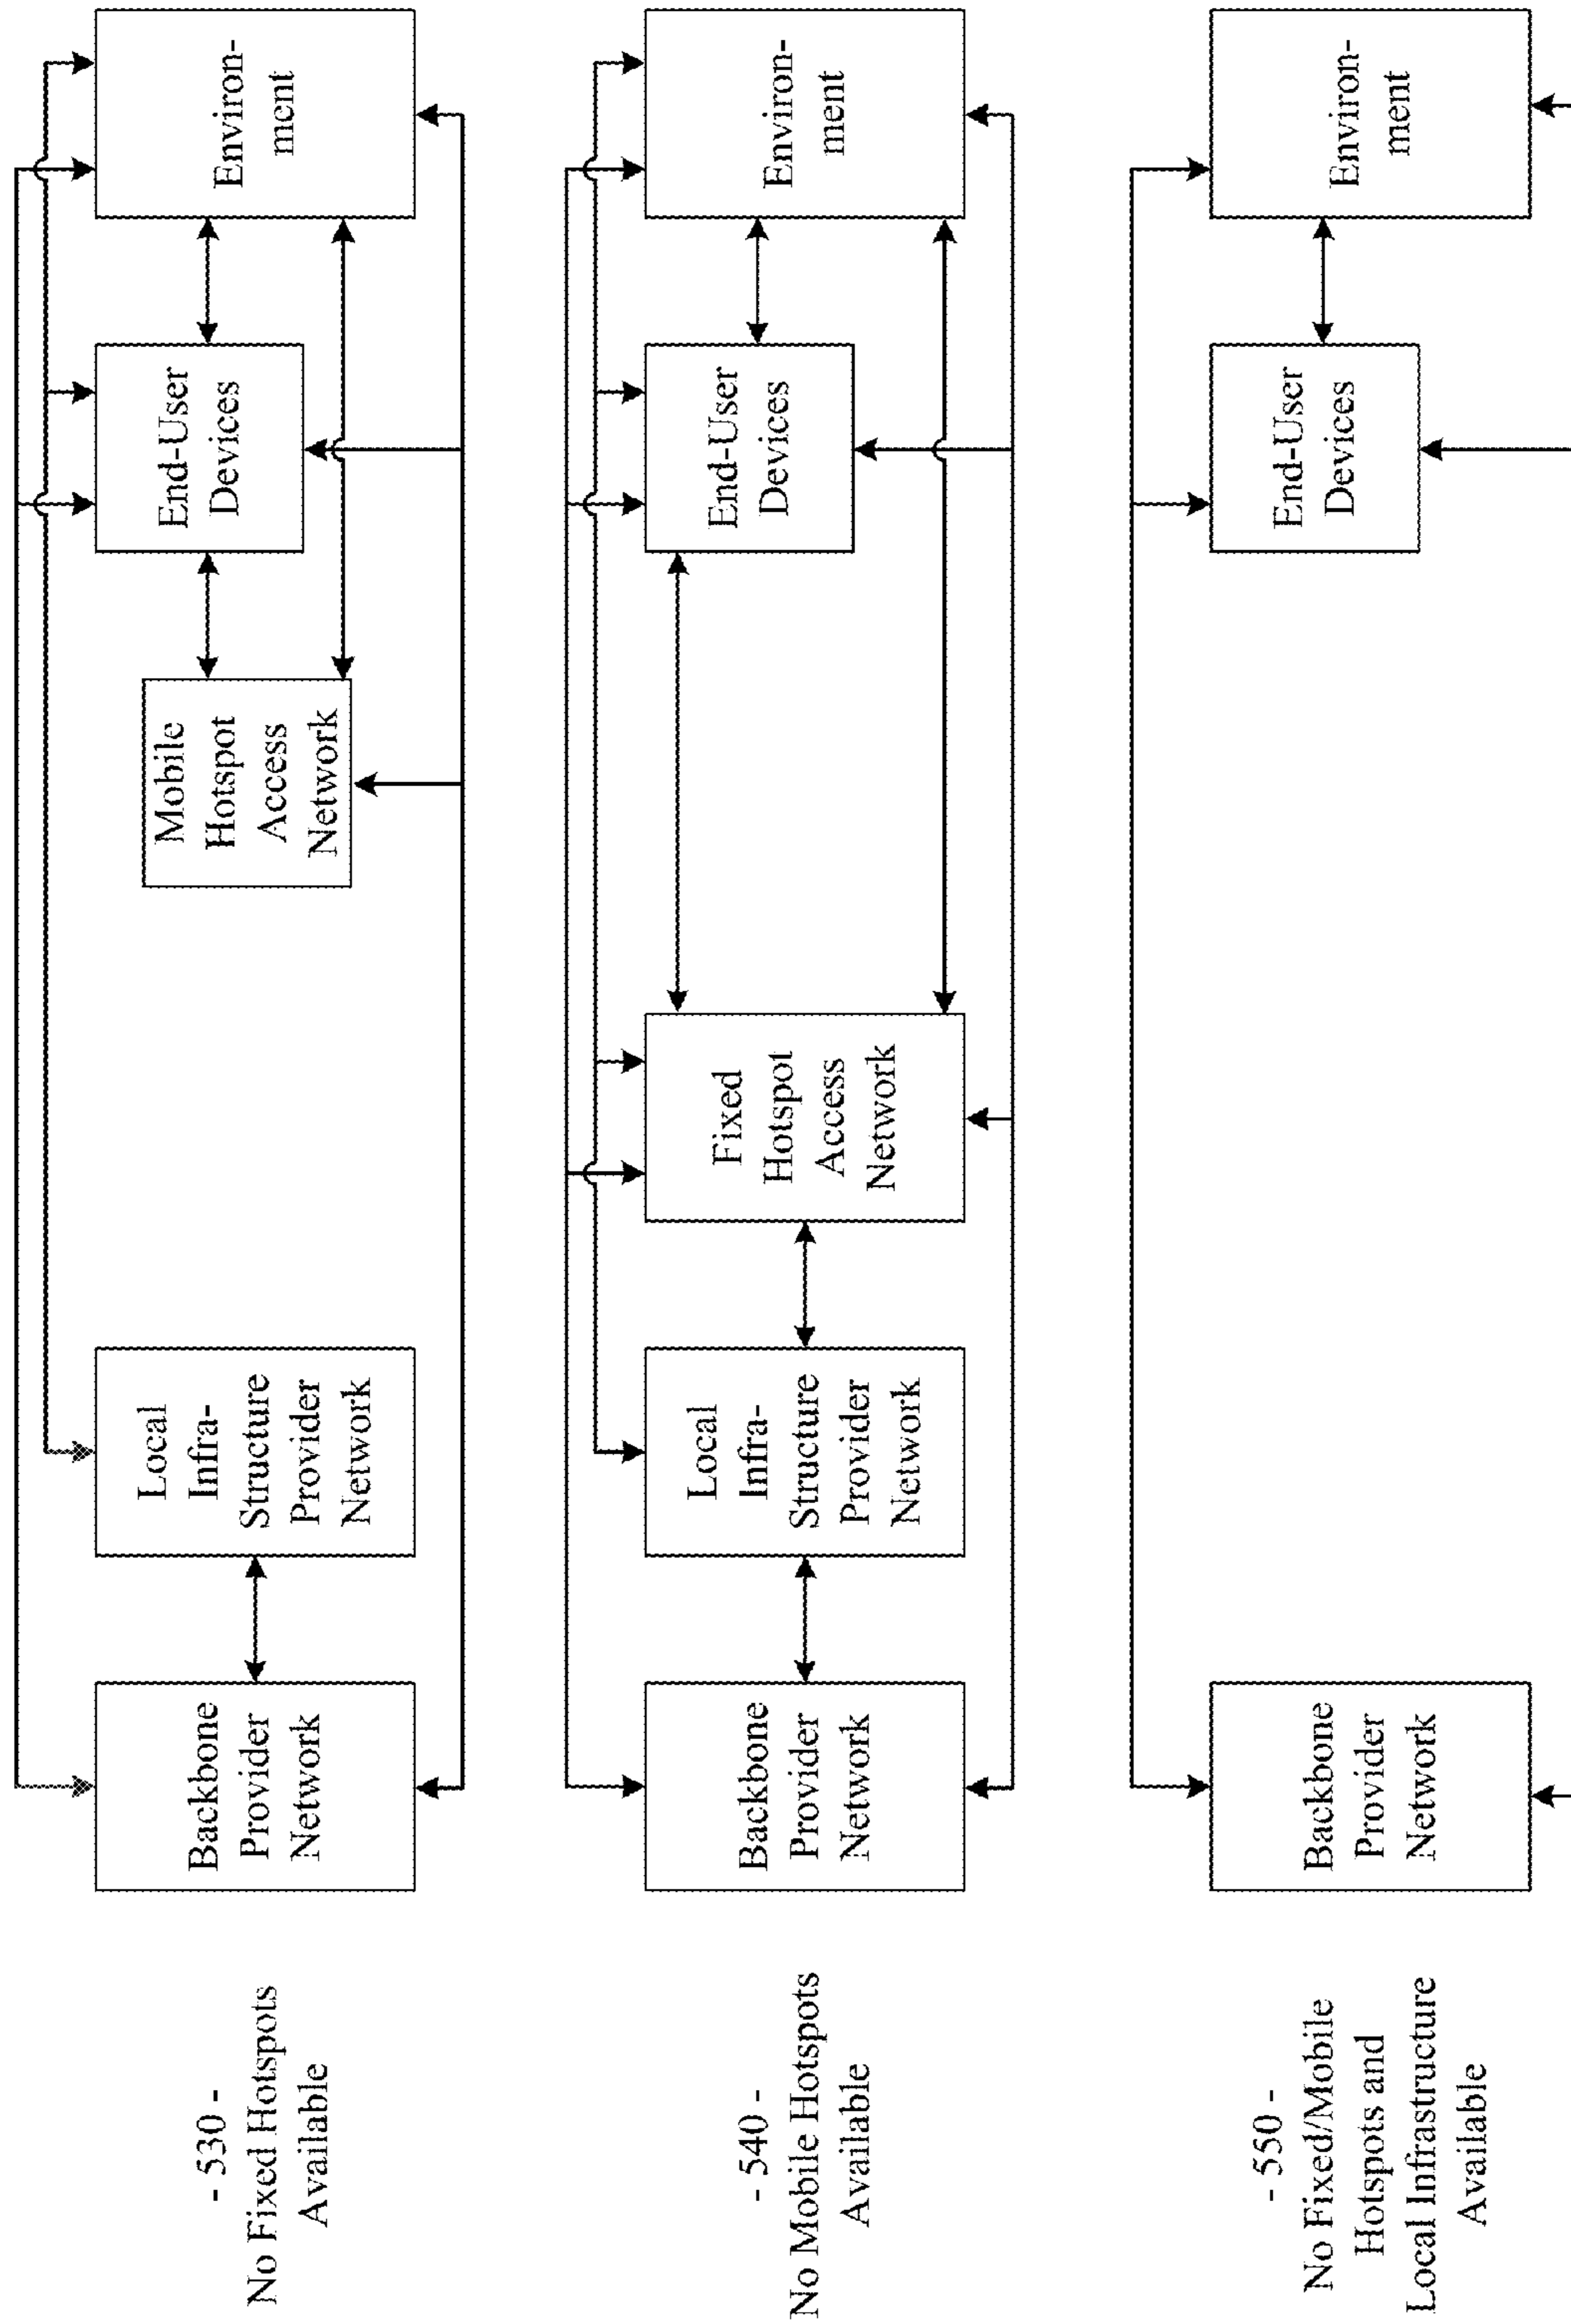 - 530 -
No Fixed Hotspots
Available
Backbone
Provider
Network
Local
Infra-
Structure
Provider
Network
Mobile
Hotspot
Access
Network
End-User
Devices
Environ-
ment
- 540 -
No Mobile Hotspots
Available
Backbone
Provider
Network
Local
Infra-
Structure
Provider
Network
Fixed
Hotspot
Access
Network
End-User
Devices
Environ-
ment
- 550 -
No Fixed/Mobile
Hotspots and
Local Infrastructure
Available
Backbone
Provider
Network
End-User
Devices
Environ-
ment